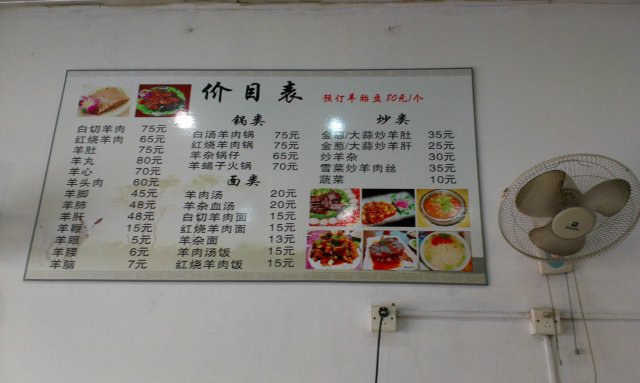 价目表
预订羊胎盘80元/个
白切羊肉 75元
红烧羊肉 65元
羊肚 75元
羊丸 80元
羊心 70元
羊头肉 60元
羊脚 45元
羊肺 48元
羊肝 48元
羊鞭 15元
羊眼 5元
羊腰 6元
羊脑 7元
锅类
白汤羊肉锅 75元
红烧羊肉锅 75元
羊杂锅仔 65元
羊蝎子火锅 70元
面类
羊肉汤 20元
羊杂血汤 20元
白切羊肉面 15元
红烧羊肉面 15元
羊杂面 13元
羊肉汤饭 15元
红烧羊肉饭 15元
炒类
金葱/大蒜炒羊肚 35元
金葱/大蒜炒羊肝 25元
炒羊杂 30元
雪菜炒羊肉丝 35元
蔬菜 10元